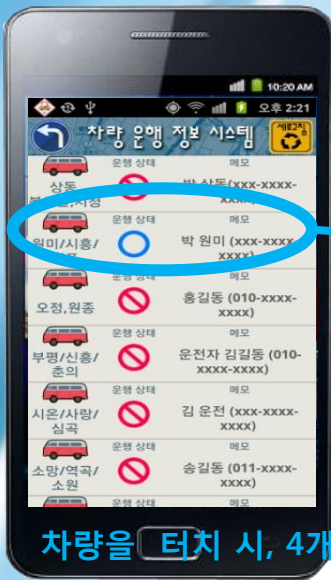 10:20 AM
오후 2:21
차량 운행 정보 시스템
새로고침
운행 상태
메모
상동
박 상동(xxx-xxxx-
운행 상태
메모
원미/시흥/
박 원미 (xxx-xxxx-
xxxx)
운행 상태
메모
오정,원종
홍길동 (010-xxxx-
xxxx)
운행 상태
메모
부평/신흥/
춘의
운전자 김길동 (010-
xxxx-xxxx)
운행 상태
메모
시온/사랑/
심곡
김 운전 (xxx-xxxx-
xxxx)
운행 상태
메모
소망/역곡/
소원
송길동 (011-xxxx-
xxxx)
운행 상태
메모
차량을 터치 시, 4개